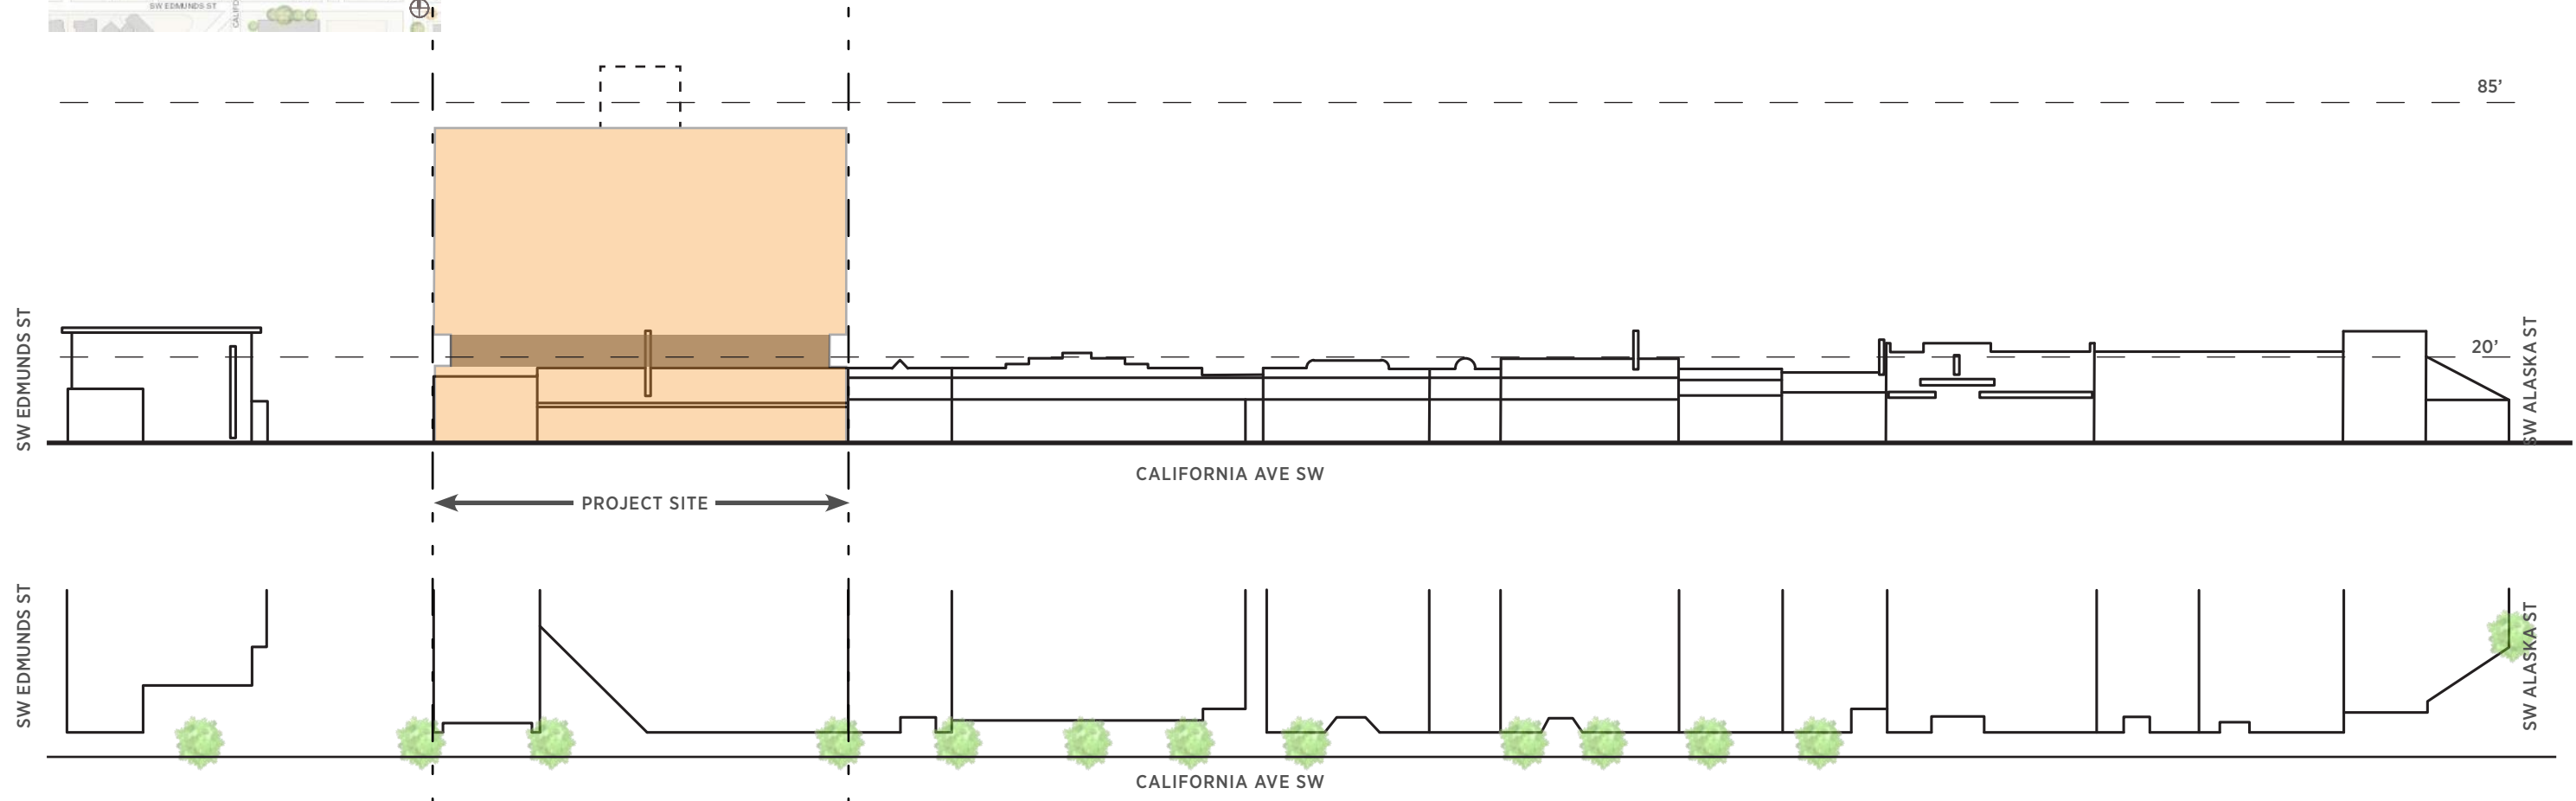 SW EDMUNDS ST
CALIFO
85’
SW EDMUNDS ST
20’
SW ALASKA ST
CALIFORNIA AVE SW
PROJECT SITE
SW EDMUNDS ST
SW ALASKA ST
CALIFORNIA AVE SW